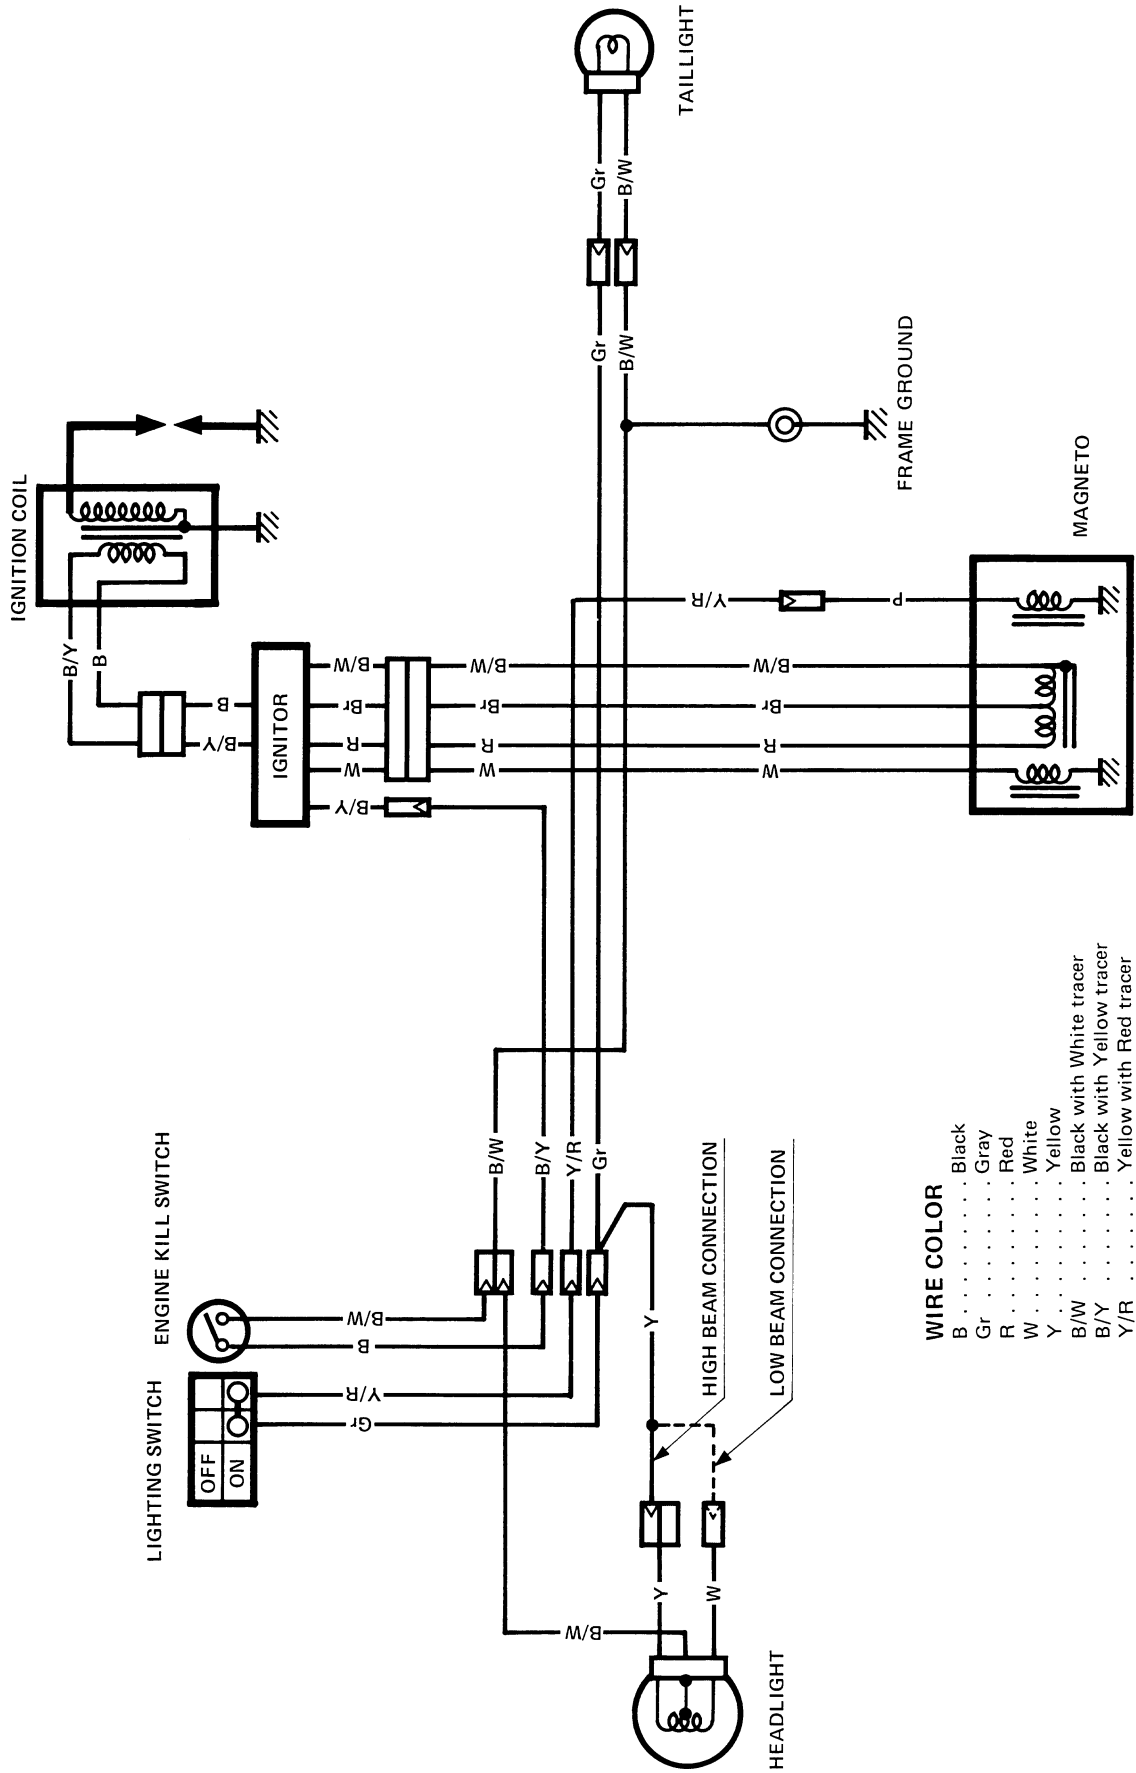 TAILLIGHT
Gr
B/W
Gr
B/W
FRAME GROUND
IGNITION COIL
B/Y
B
B
B/Y
IGNITOR
B/W
Br
R
W
B/Y
B/W
Br
R
W
Y/R
P
B/W
Br
R
W
MAGNETO
ENGINE KILL SWITCH
B/W
B
LIGHTING SWITCH
OFF
ON
Y/R
Gr
B/W
B/Y
Y/R
Gr
Y
HIGH BEAM CONNECTION
LOW BEAM CONNECTION
Y
W
B/W
HEADLIGHT
WIRE COLOR
B . . . . . . . . Black
Gr . . . . . . . Gray
R . . . . . . . . Red
W . . . . . . . . White
Y . . . . . . . . Yellow
B/W . . . . . . Black with White tracer
B/Y . . . . . . Black with Yellow tracer
Y/R . . . . . . Yellow with Red tracer